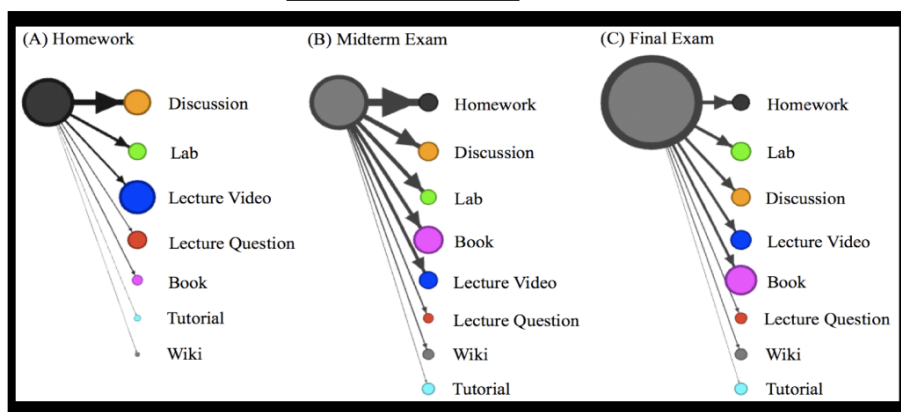 (A) Homework
Discussion
Lab
Lecture Video
Lecture Question
Book
Tutorial
Wiki
(B) Midterm Exam
Homework
Discussion
Lab
Book
Lecture Video
Lecture Question
Wiki
Tutorial
(C) Final Exam
Homework
Lab
Discussion
Lecture Video
Book
Lecture Question
Wiki
Tutorial